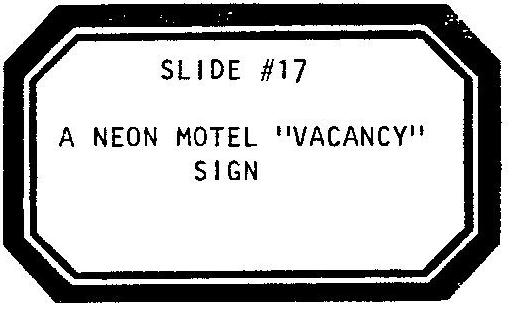 SLIDE #17
A NEON MOTEL "VACANCY"
SIGN